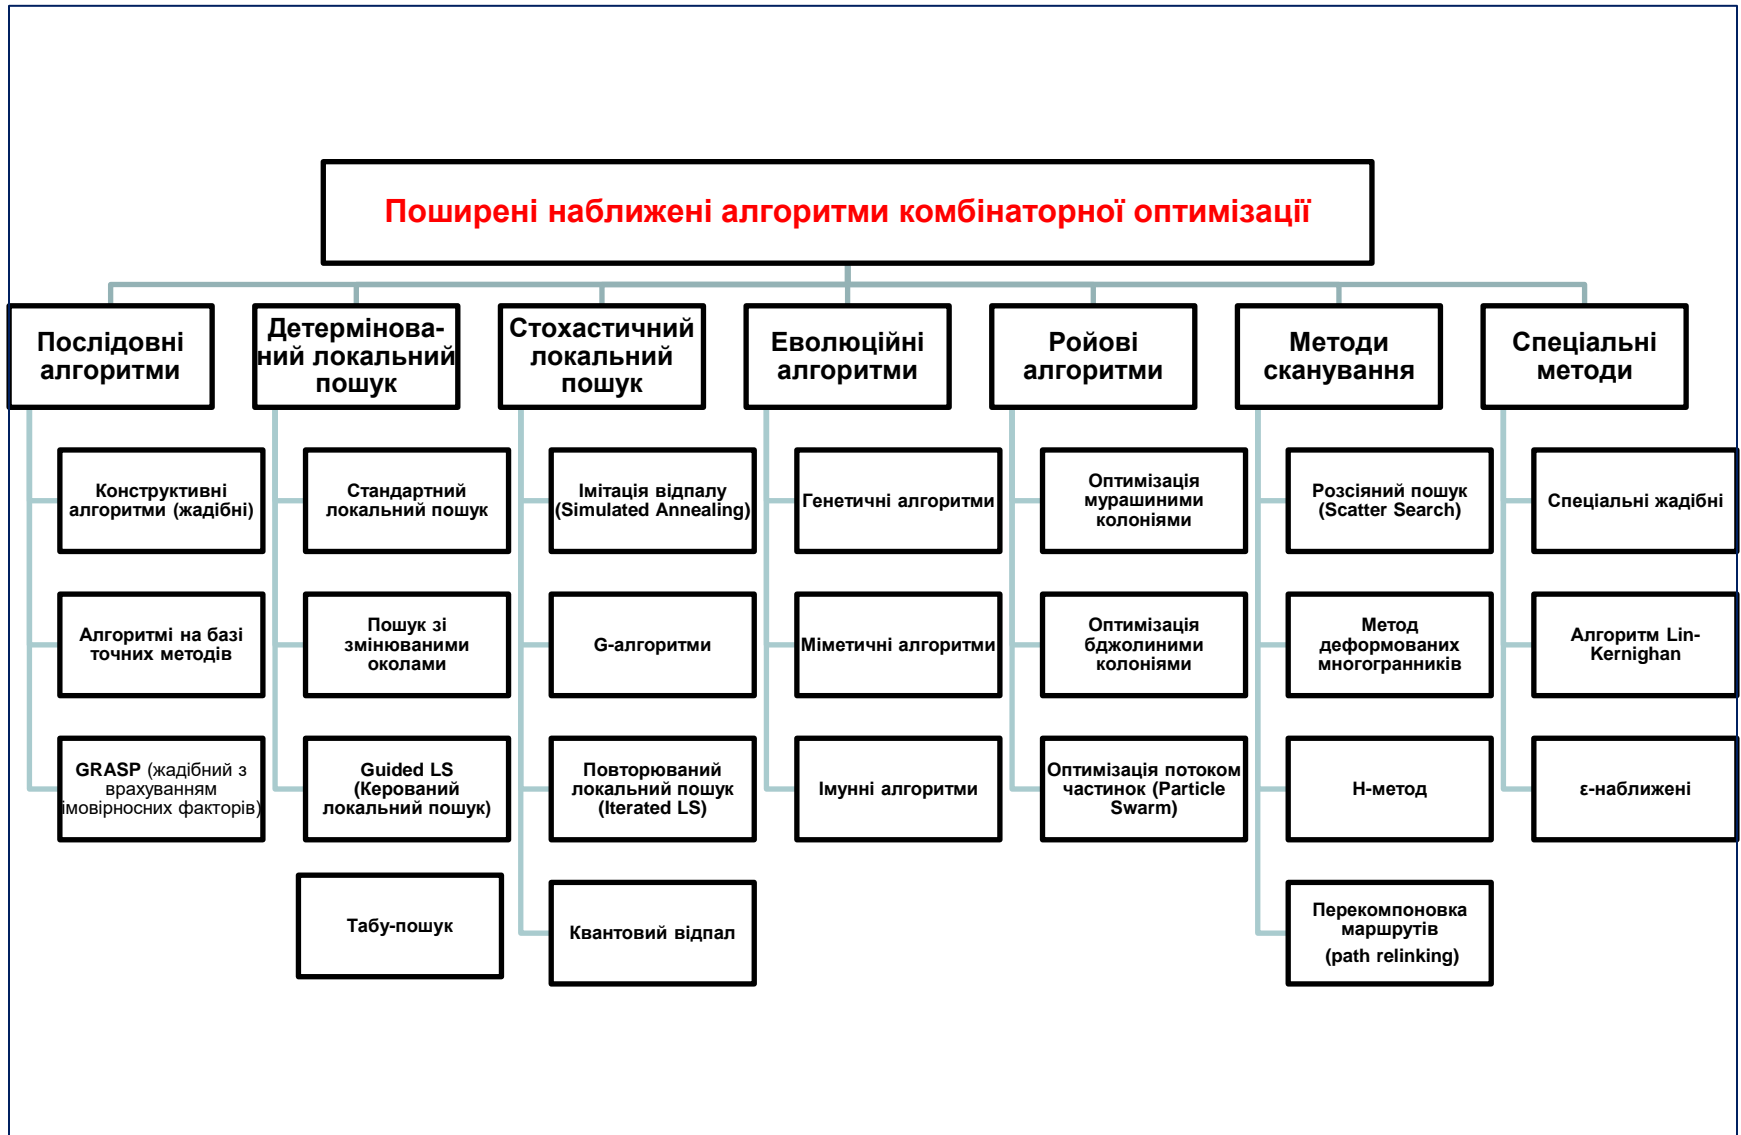 Поширені наближені алгоритми комбінаторної оптимізації
Послідовні
алгоритми
Детермінова-
ний локальний
пошук
Стохастичний
локальний
пошук
Еволюційні
алгоритми
Ройові
алгоритми
Методи
сканування
Спеціальні
методи
Конструктивні
алгоритми (жадібні)
Алгоритмі на базі
точних методів
GRASP (жадібний з
врахуванням
імовірносних факторів)
Стандартний
локальний пошук
Пошук зі
змінюваними
околами
Guided LS
(Керований
локальний пошук)
Табу-пошук
Імітація відпалу
(Simulated Annealing)
G-алгоритми
Повторюваний
локальний пошук
(Iterated LS)
Квантовий відпал
Генетичні алгоритми
Міметичні алгоритми
Імунні алгоритми
Оптимізація
мурашиними
колоніями
Оптимізація
бджолиними
колоніями
Оптимізація потоком
частинок (Particle
Swarm)
Розсіяний пошук
(Scatter Search)
Метод
деформованих
многогранників
Н-метод
Перекомпоновка
маршрутів
(path relinking)
Спеціальні жадібні
Алгоритм Lin-
Kernighan
ε-наближені